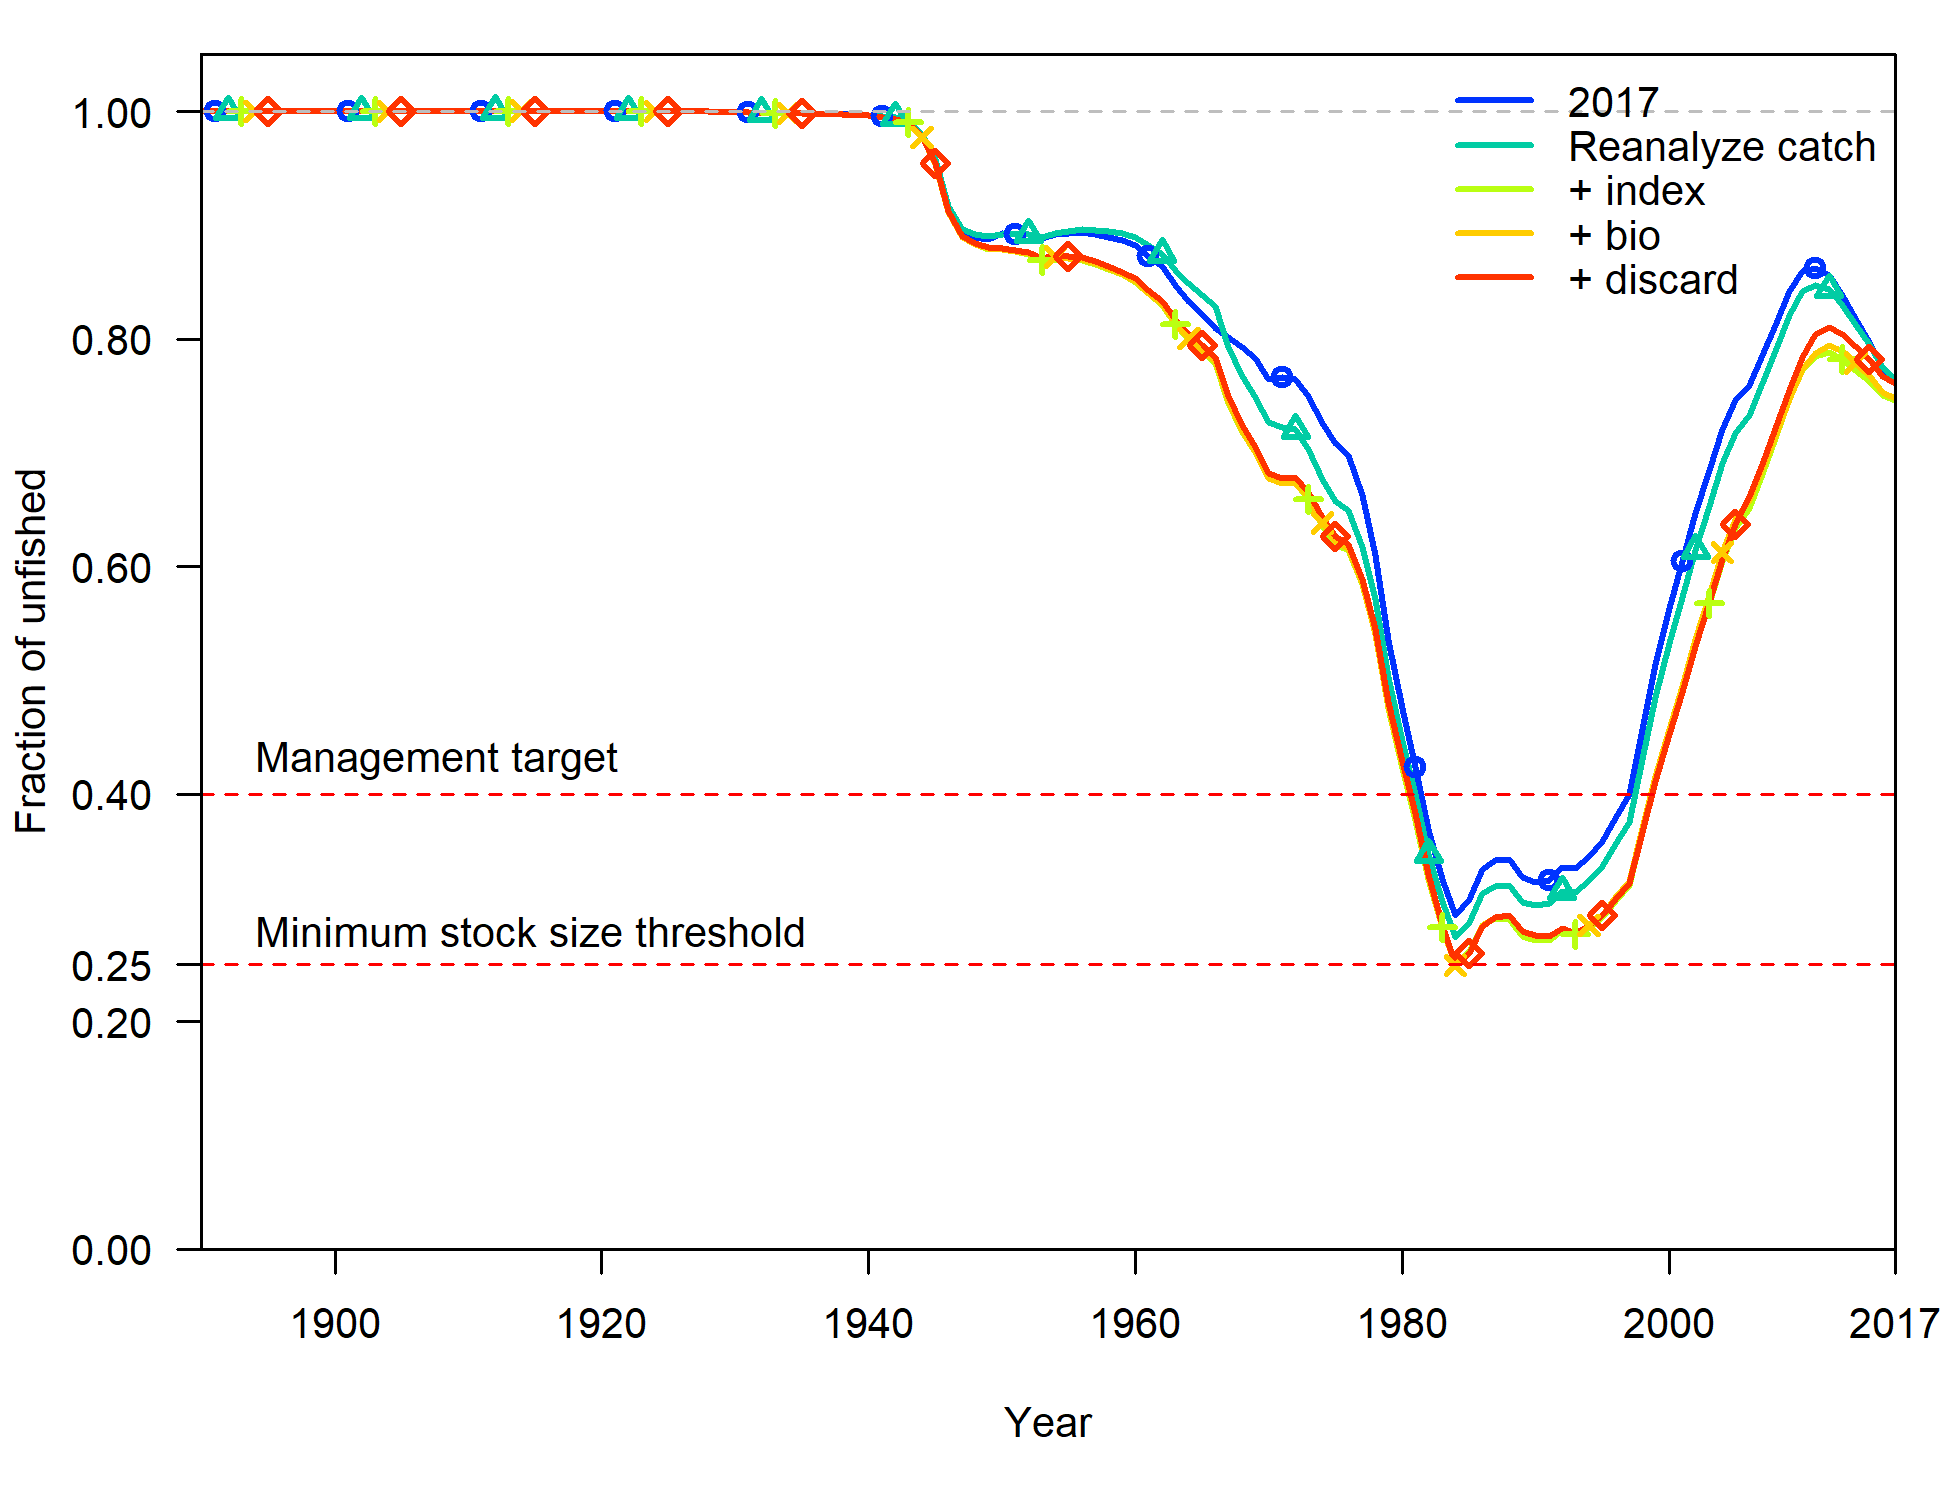 1.00
0.80
0.60
0.40
0.25
0.20
0.00
Fraction of unfished
2017
Reanalyze catch
+ index
+ bio
+ discard
Management target
Minimum stock size threshold
1900
1920
1940
1960
1980
2000
2017
Year